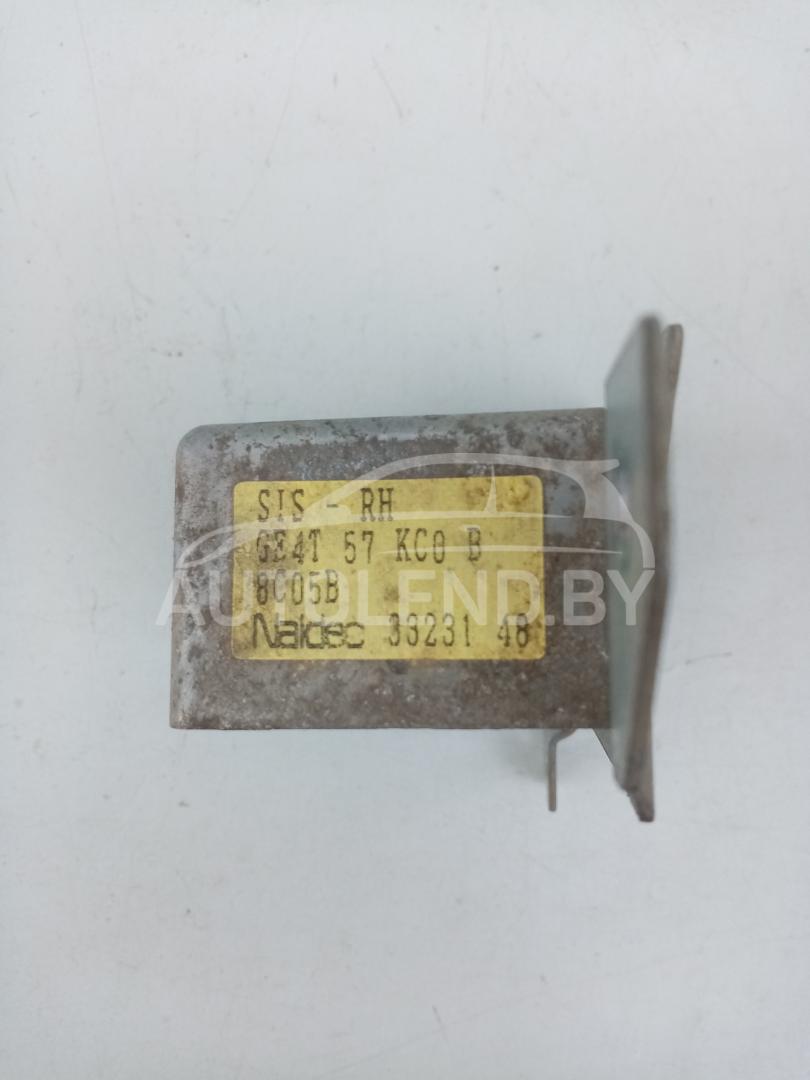 SIS - RH
GE4T 57 KC0 B
8C05B
AUTOLEND.BY
Naldec 33231 48